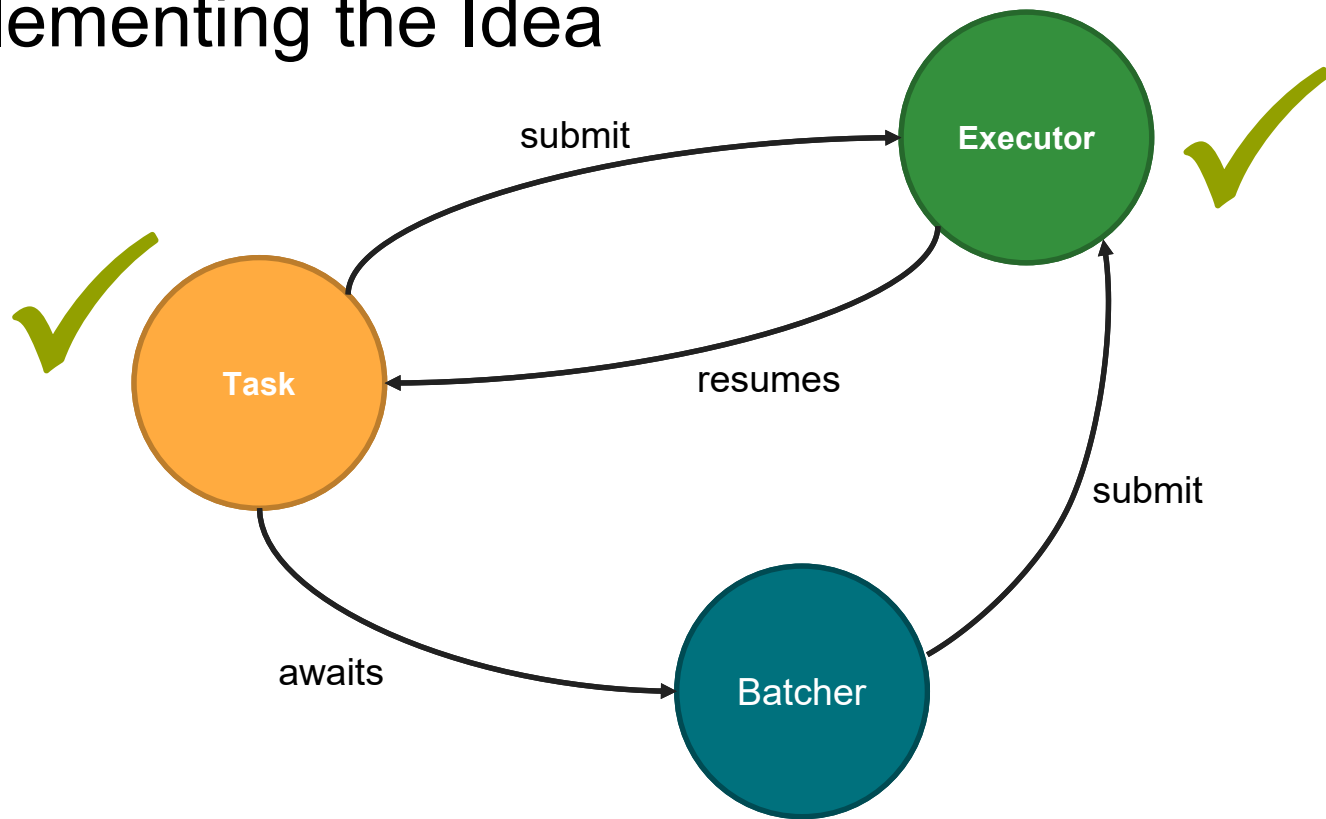 lementing the Idea
submit
Executor
Task
resumes
submit
awaits
Batcher